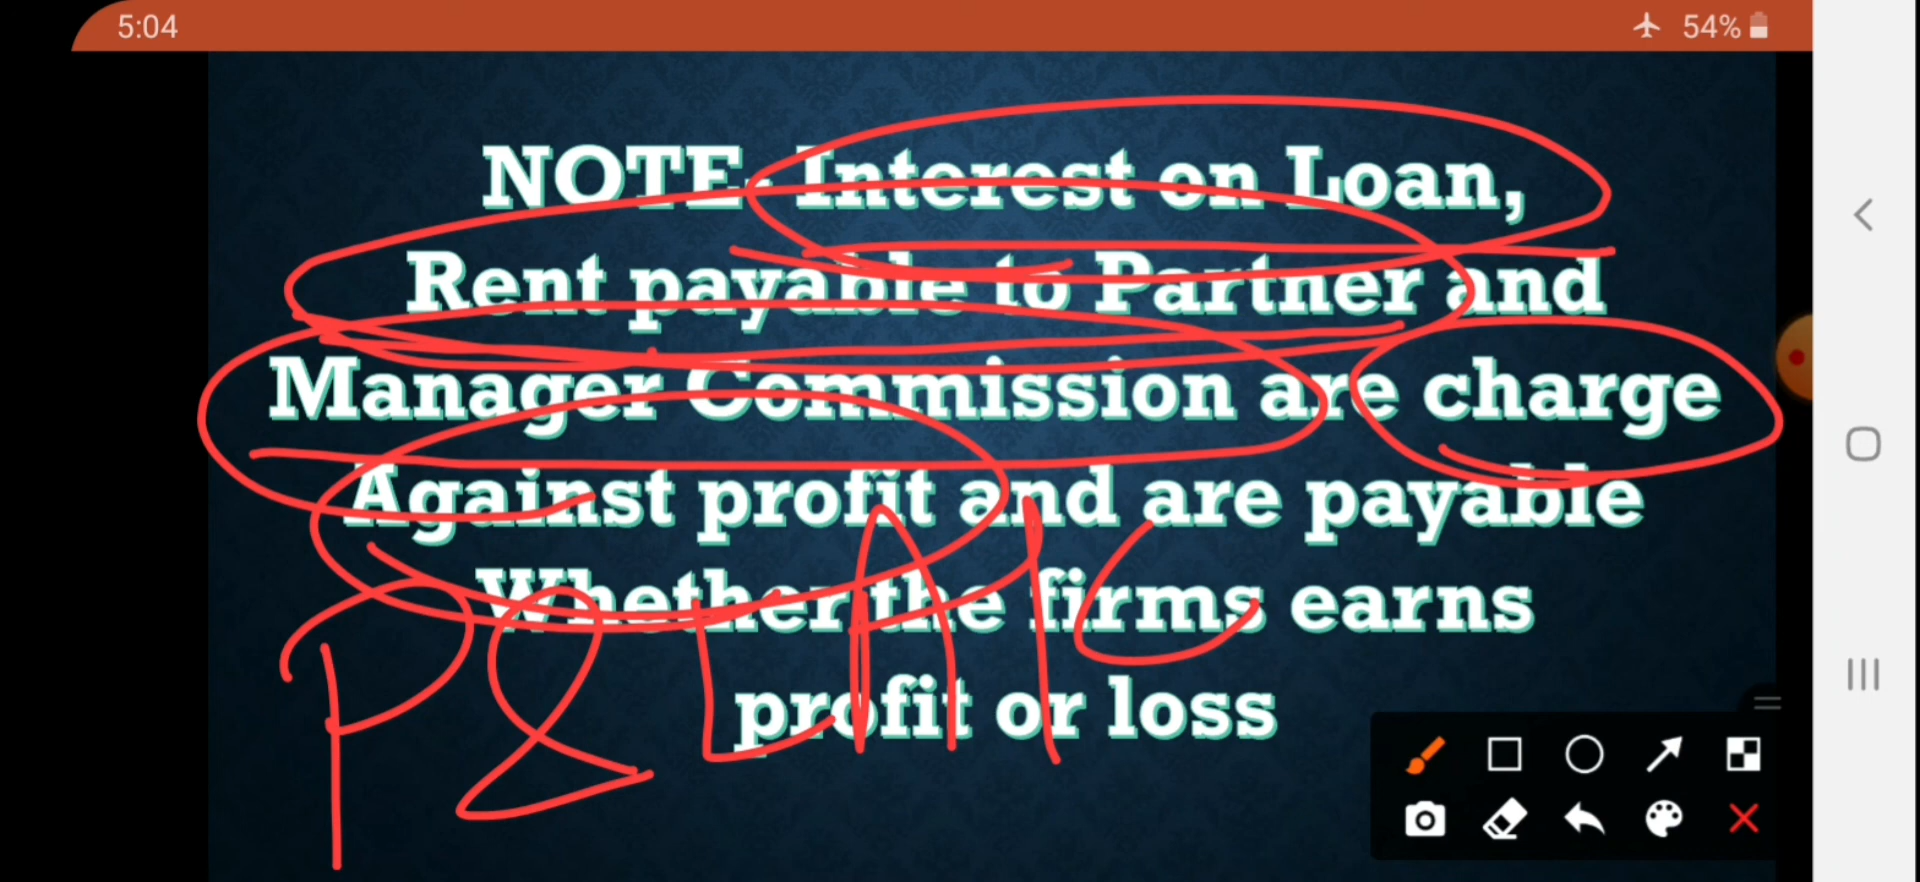 5:04
54%
NOTE- Interest on Loan,
Rent payable to Partner and
Manager Commission are charge
Against profit and are payable
Whether the firms earns
profit or loss
P&L A/C